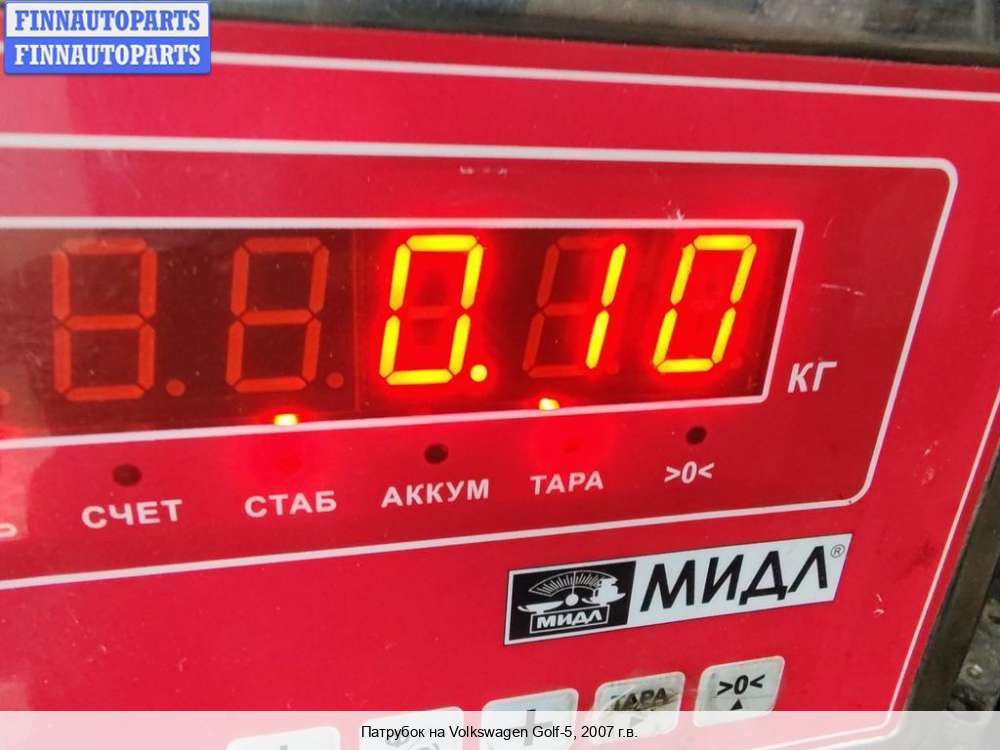 FINNAUTOPARTS
FINNAUTOPARTS
0.10
КГ
СЧЕТ СТАБ АККУМ ТАРА >0<
МИДЛ МИДЛ®
ТАРА >0<
Патрубок на Volkswagen Golf-5, 2007 г.в.